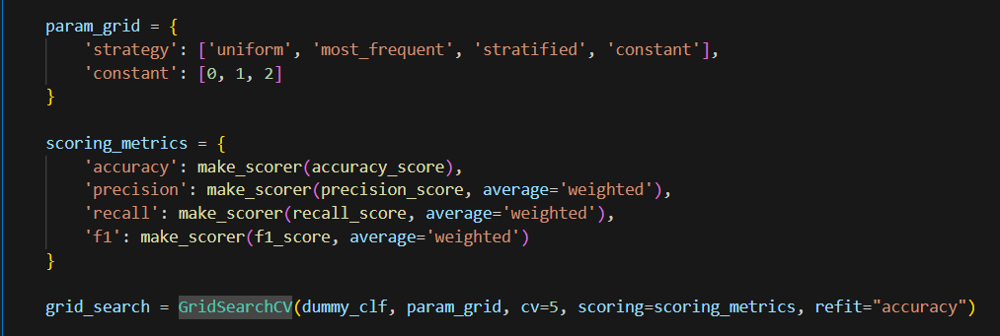 param_grid = {
    'strategy': ['uniform', 'most_frequent', 'stratified', 'constant'],
    'constant': [0, 1, 2]
}
scoring_metrics = {
    'accuracy': make_scorer(accuracy_score),
    'precision': make_scorer(precision_score, average='weighted'),
    'recall': make_scorer(recall_score, average='weighted'),
    'f1': make_scorer(f1_score, average='weighted')
}
grid_search = GridSearchCV(dummy_clf, param_grid, cv=5, scoring=scoring_metrics, refit="accuracy")